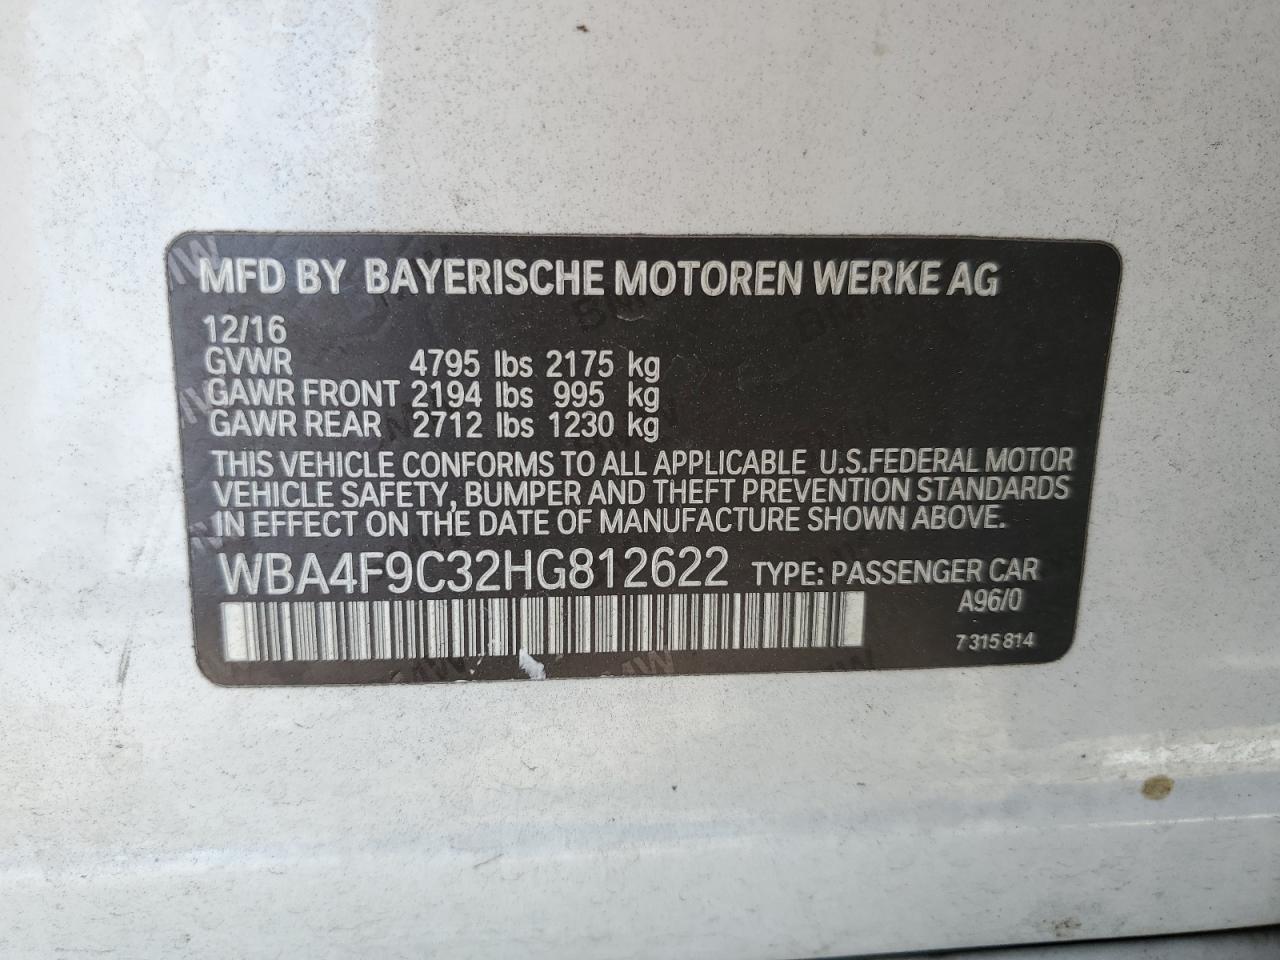 MFD BY BAYERISCHE MOTOREN WERKE AG
12/16
GVWR 4795 lbs 2175 kg
GAWR FRONT 2194 lbs 995 kg
GAWR REAR 2712 lbs 1230 kg
THIS VEHICLE CONFORMS TO ALL APPLICABLE U.S.FEDERAL MOTOR
VEHICLE SAFETY, BUMPER AND THEFT PREVENTION STANDARDS
IN EFFECT ON THE DATE OF MANUFACTURE SHOWN ABOVE.
WBA4F9C32HG812622 TYPE: PASSENGER CAR
A96/0
7 315 814